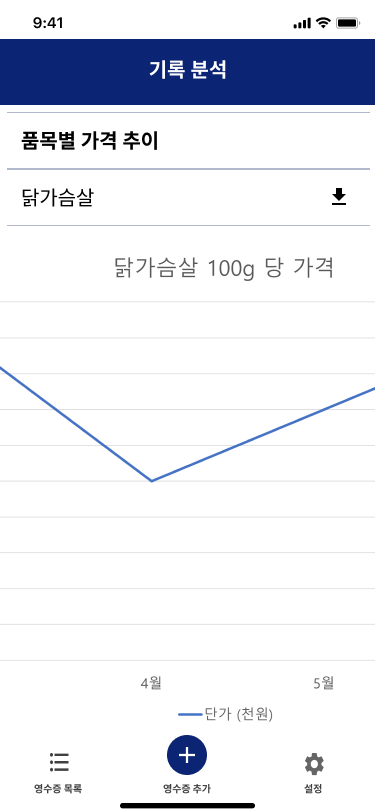 9:41
기록 분석
품목별 가격 추이
닭가슴살
닭가슴살 100g 당 가격
4월 5월
단가 (천원)
영수증 목록 영수증 추가 설정